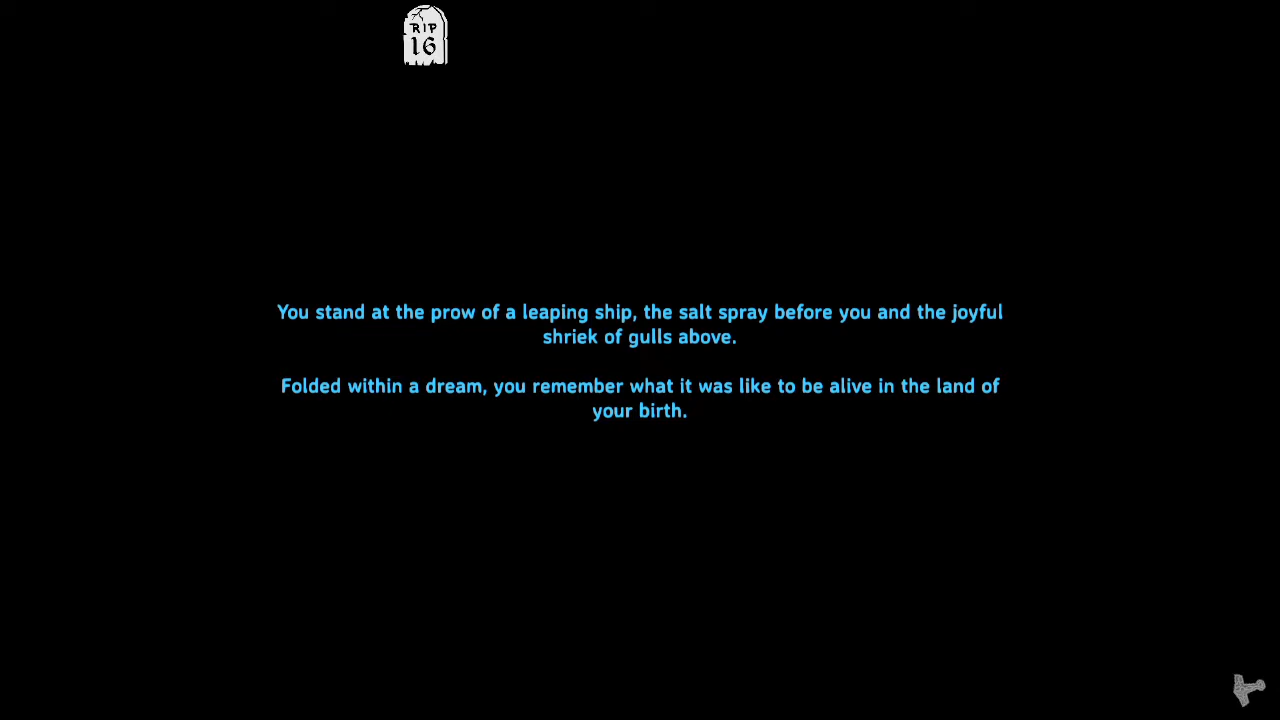 RIP
16
You stand at the prow of a leaping ship, the salt spray before you and the joyful
shriek of gulls above.
Folded within a dream, you remember what it was like to be alive in the land of
your birth.